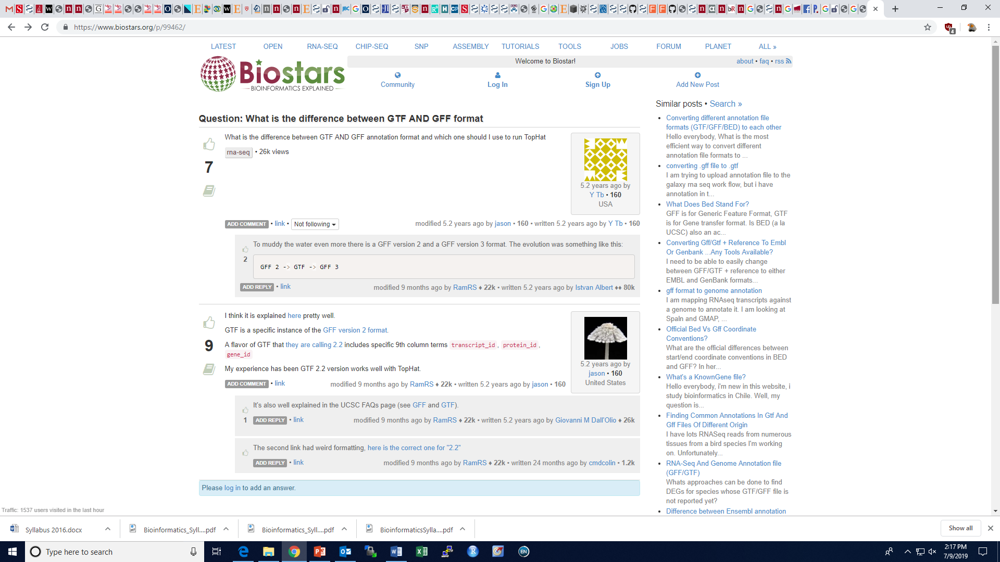 https://www.biostars.org/p/99462/
4
LATEST OPEN RNA-SEQ CHIP-SEQ SNP ASSEMBLY TUTORIALS TOOLS JOBS FORUM PLANET ALL »
Biostars
BIOINFORMATICS EXPLAINED
Welcome to Biostar!
about • faq • rss
Community Log In Sign Up Add New Post
Question: What is the difference between GTF AND GFF format
What is the difference between GTF AND GFF annotation format and which one should I use to run TopHat
rna-seq • 26k views
7
5.2 years ago by
Y Tb • 160
USA
ADD COMMENT • link • Not following
modified 5.2 years ago by jason • 160 • written 5.2 years ago by Y Tb • 160
To muddy the water even more there is a GFF version 2 and a GFF version 3 format. The evolution was something like this:
2
GFF 2 -> GTF -> GFF 3
ADD REPLY • link
modified 9 months ago by RamRS ♦ 22k • written 5.2 years ago by Istvan Albert ♦♦ 80k
I think it is explained here pretty well.
GTF is a specific instance of the GFF version 2 format.
9
A flavor of GTF that they are calling 2.2 includes specific 9th column terms transcript_id, protein_id,
gene_id
My experience has been GTF 2.2 version works well with TopHat.
5.2 years ago by
jason • 160
United States
ADD COMMENT • link
modified 9 months ago by RamRS ♦ 22k • written 5.2 years ago by jason • 160
It's also well explained in the UCSC FAQs page (see GFF and GTF).
1
ADD REPLY • link
modified 9 months ago by RamRS ♦ 22k • written 5.2 years ago by Giovanni M Dall'Olio ♦ 26k
The second link had weird formatting, here is the correct one for "2.2"
ADD REPLY • link
modified 9 months ago by RamRS ♦ 22k • written 24 months ago by cmdcolin • 1.2k
Please log in to add an answer.
Similar posts • Search »
Converting different annotation file
formats (GTF/GFF/BED) to each other
Hello everybody, What is the most
efficient way to convert different
annotation file formats to ...
converting .gff file to .gtf
I am trying to upload annotation file to the
galaxy rna seq work flow, but i have
annotation in t...
What Does Bed Stand For?
GFF is for Generic Feature Format, GTF
is for Gene transfer format. Is BED (a la
UCSC) also an ac...
Converting Gff/Gtf + Reference To Embl
Or Genbank ...Any Tools Available?
I need to be able to easily change
between GFF/GTF + reference to either
EMBL and GenBank formats...
gff format to genome annotation
I am mapping RNAseq transcripts against
a genome to annotate it. I am looking at
Spaln and GMAP, ...
Official Bed Vs Gff Coordinate
Conventions?
What are the official differences between
start/end coordinate conventions in BED
and GFF? In her...
What's a KnownGene file?
Hello everybody, i'm new in this website, i
study bioinformatics in Chile. Well, my
question is...
Finding Common Annotations In Gtf And
Gff Files Of Different Origin
I have lots RNASeq reads from numerous
tissues from a bird species I'm working
on. Unfortunately...
RNA-Seq And Genome Annotation file
(GFF/GTF)
Whats approaches can be done to find
DEGs for species whose GTF/GFF file is
not reported yet?
Difference between Ensembl annotation
Traffic: 1537 users visited in the last hour
Syllabus 2016.docx
Bioinformatics_Syll....pdf
Bioinformatics_Syll....pdf
BioinformaticsSylla....pdf
Show all
Type here to search
EN
2:17 PM
7/9/2019